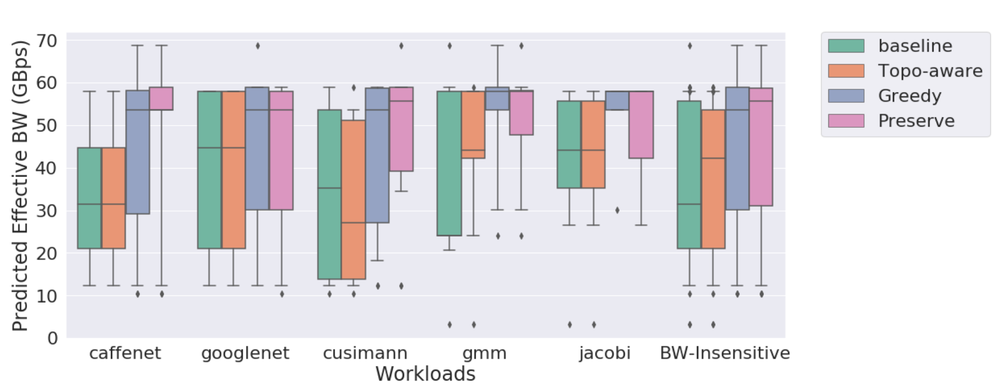 Predicted Effective BW (GBps)
70
60
50
40
30
20
10
0
caffenet googlenet cusimann gmm jacobi BW-Insensitive
Workloads
baseline
Topo-aware
Greedy
Preserve